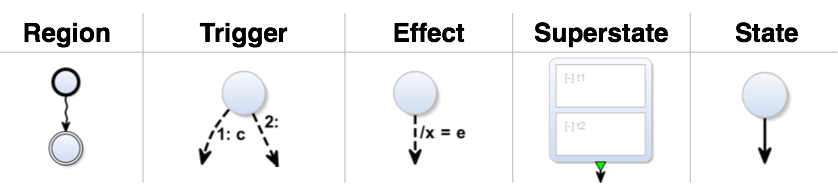 Region Trigger Effect Superstate State
[-] t1
1: c 2: /x = e
[-] t2